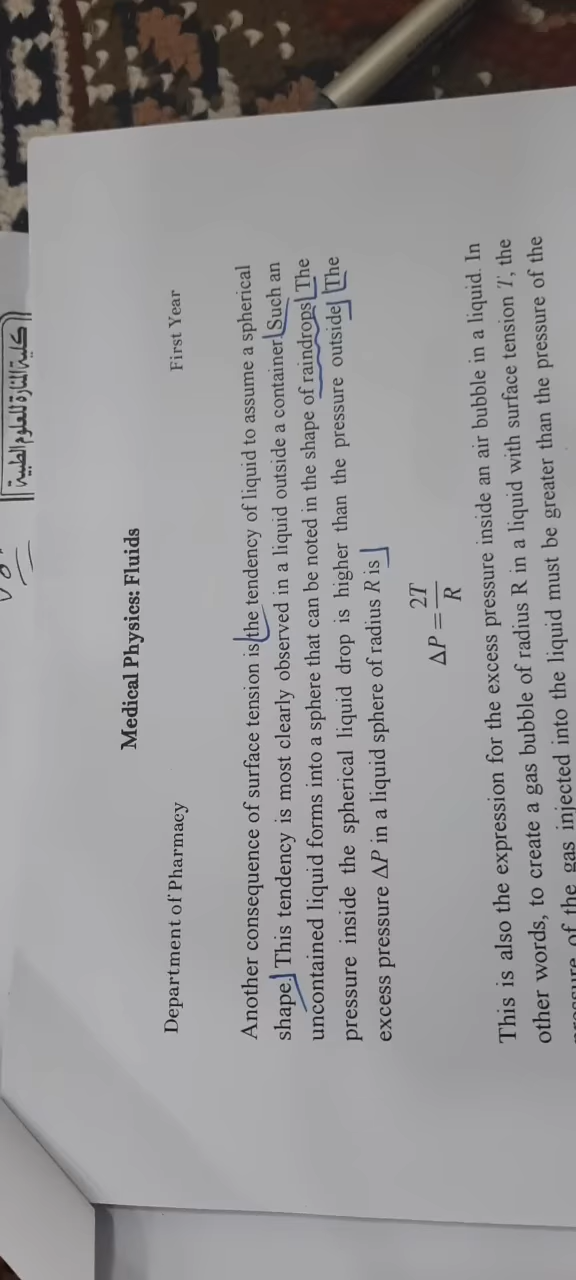 كلية المنارة للعلوم الطبية
Medical Physics: Fluids
Department of Pharmacy First Year
Another consequence of surface tension is the tendency of liquid to assume a spherical
shape. This tendency is most clearly observed in a liquid outside a container. Such an
uncontained liquid forms into a sphere that can be noted in the shape of raindrops. The
pressure inside the spherical liquid drop is higher than the pressure outside. The
excess pressure ΔP in a liquid sphere of radius R is
ΔP = 2T/R
This is also the expression for the excess pressure inside an air bubble in a liquid. In
other words, to create a gas bubble of radius R in a liquid with surface tension T, the
pressure of the gas injected into the liquid must be greater than the pressure of the